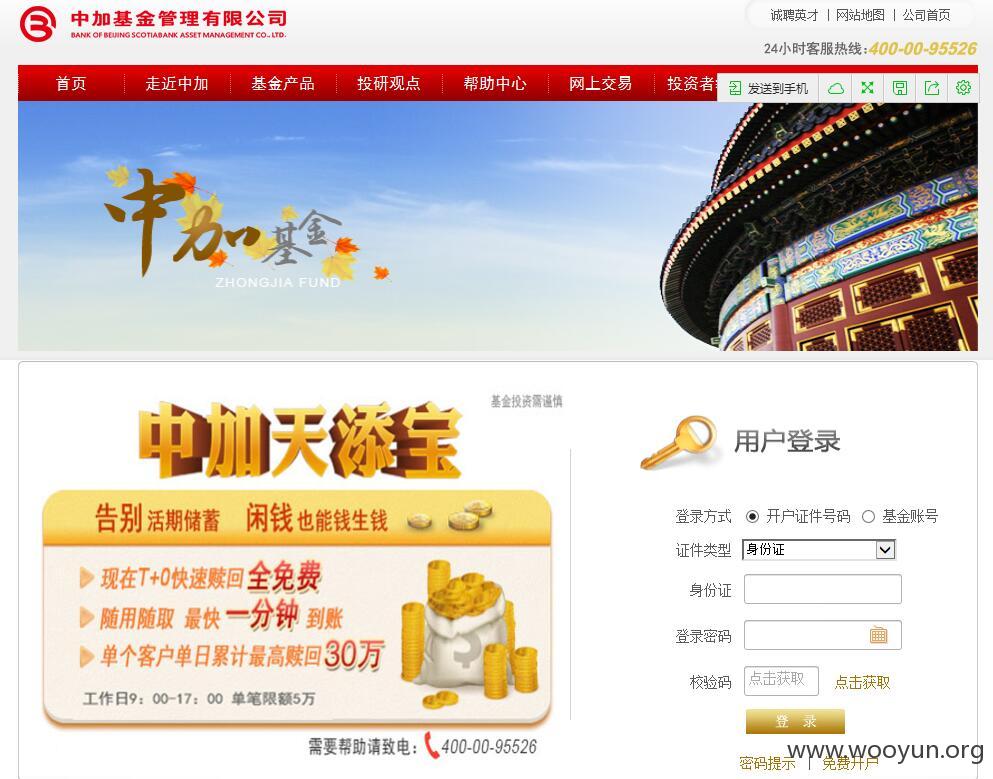 中加基金管理有限公司
BANK OF BEIJING SCOTIABANK ASSET MANAGEMENT CO., LTD.
诚聘英才 | 网站地图 | 公司首页
24小时客服热线:400-00-95526
首页 走近中加 基金产品 投研观点 帮助中心 网上交易 投资者
发送到手机
中加基金
ZHONGJIA FUND
基金投资需谨慎
中加天添宝
告别活期储蓄 闲钱也能钱生钱
现在T+0快速赎回全免费
随用随取 最快一分钟到账
单个客户单日累计最高赎回30万
工作日9：00-17：00 单笔限额5万
需要帮助请致电：400-00-95526
用户登录
登录方式 开户证件号码 基金账号
证件类型 身份证
身份证
登录密码
校验码 点击获取 点击获取
登 录
密码提示 | 免费开户
www.wooyun.org